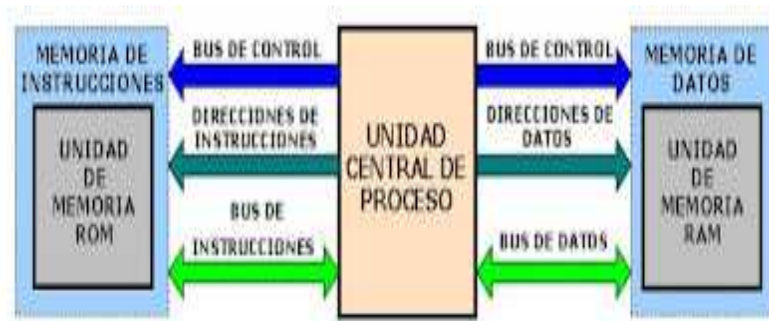 MEMORIA DE
INSTRUCCIONES
UNIDAD
DE
MEMORIA
ROM
BUS DE CONTROL
DIRECCIONES DE
INSTRUCCIONES
BUS DE
INSTRUCCIONES
UNIDAD
CENTRAL DE
PROCESO
BUS DE CONTROL
DIRECCIONES DE
DATOS
BUS DE DATOS
MEMORIA DE
DATOS
UNIDAD
DE
MEMORIA
RAM